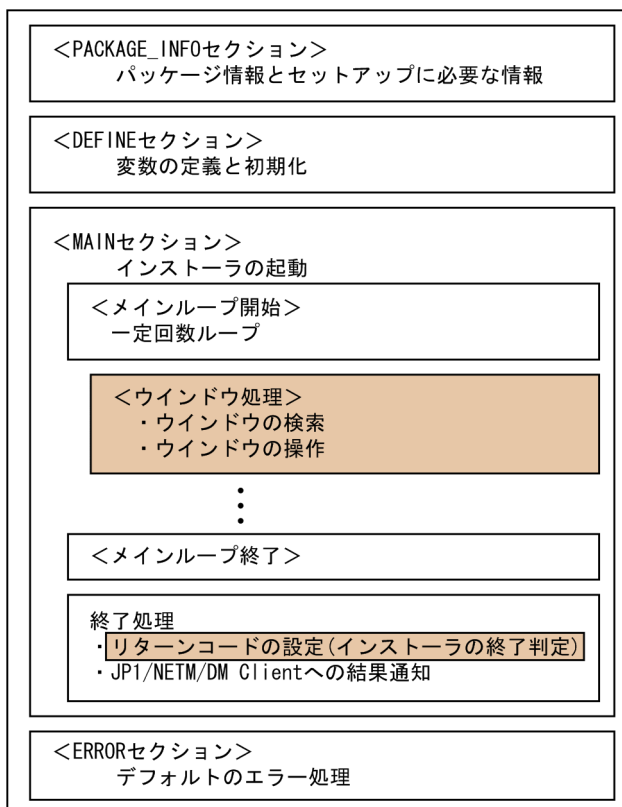 ＜PACKAGE_INFOセクション＞
パッケージ情報とセットアップに必要な情報
＜DEFINEセクション＞
変数の定義と初期化
＜MAINセクション＞
インストーラの起動
＜メインループ開始＞
一定回数ループ
＜ウインドウ処理＞
・ウインドウの検索
・ウインドウの操作
＜メインループ終了＞
終了処理
・リターンコードの設定(インストーラの終了判定)
・JP1/NETM/DM Clientへの結果通知
＜ERRORセクション＞
デフォルトのエラー処理